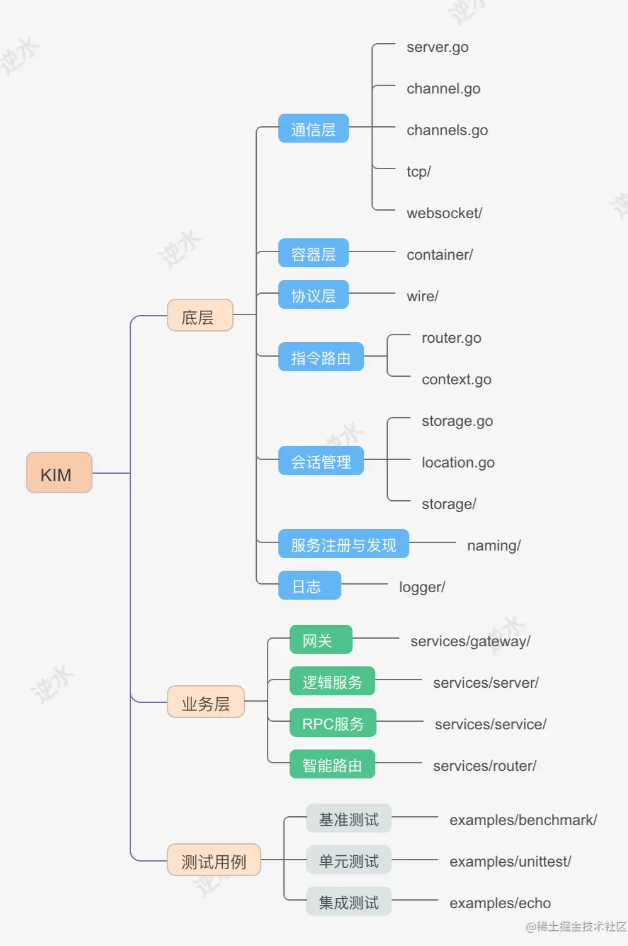 KIM
底层
通信层
server.go
channel.go
channels.go
tcp/
websocket/
容器层
container/
协议层
wire/
指令路由
router.go
context.go
会话管理
storage.go
location.go
storage/
服务注册与发现
naming/
日志
logger/
业务层
网关
services/gateway/
逻辑服务
services/server/
RPC服务
services/service/
智能路由
services/router/
测试用例
基准测试
examples/benchmark/
单元测试
examples/unittest/
集成测试
examples/echo
@稀土掘金技术社区
逆水
逆水
逆水
逆水
逆水
逆水
逆水
逆水